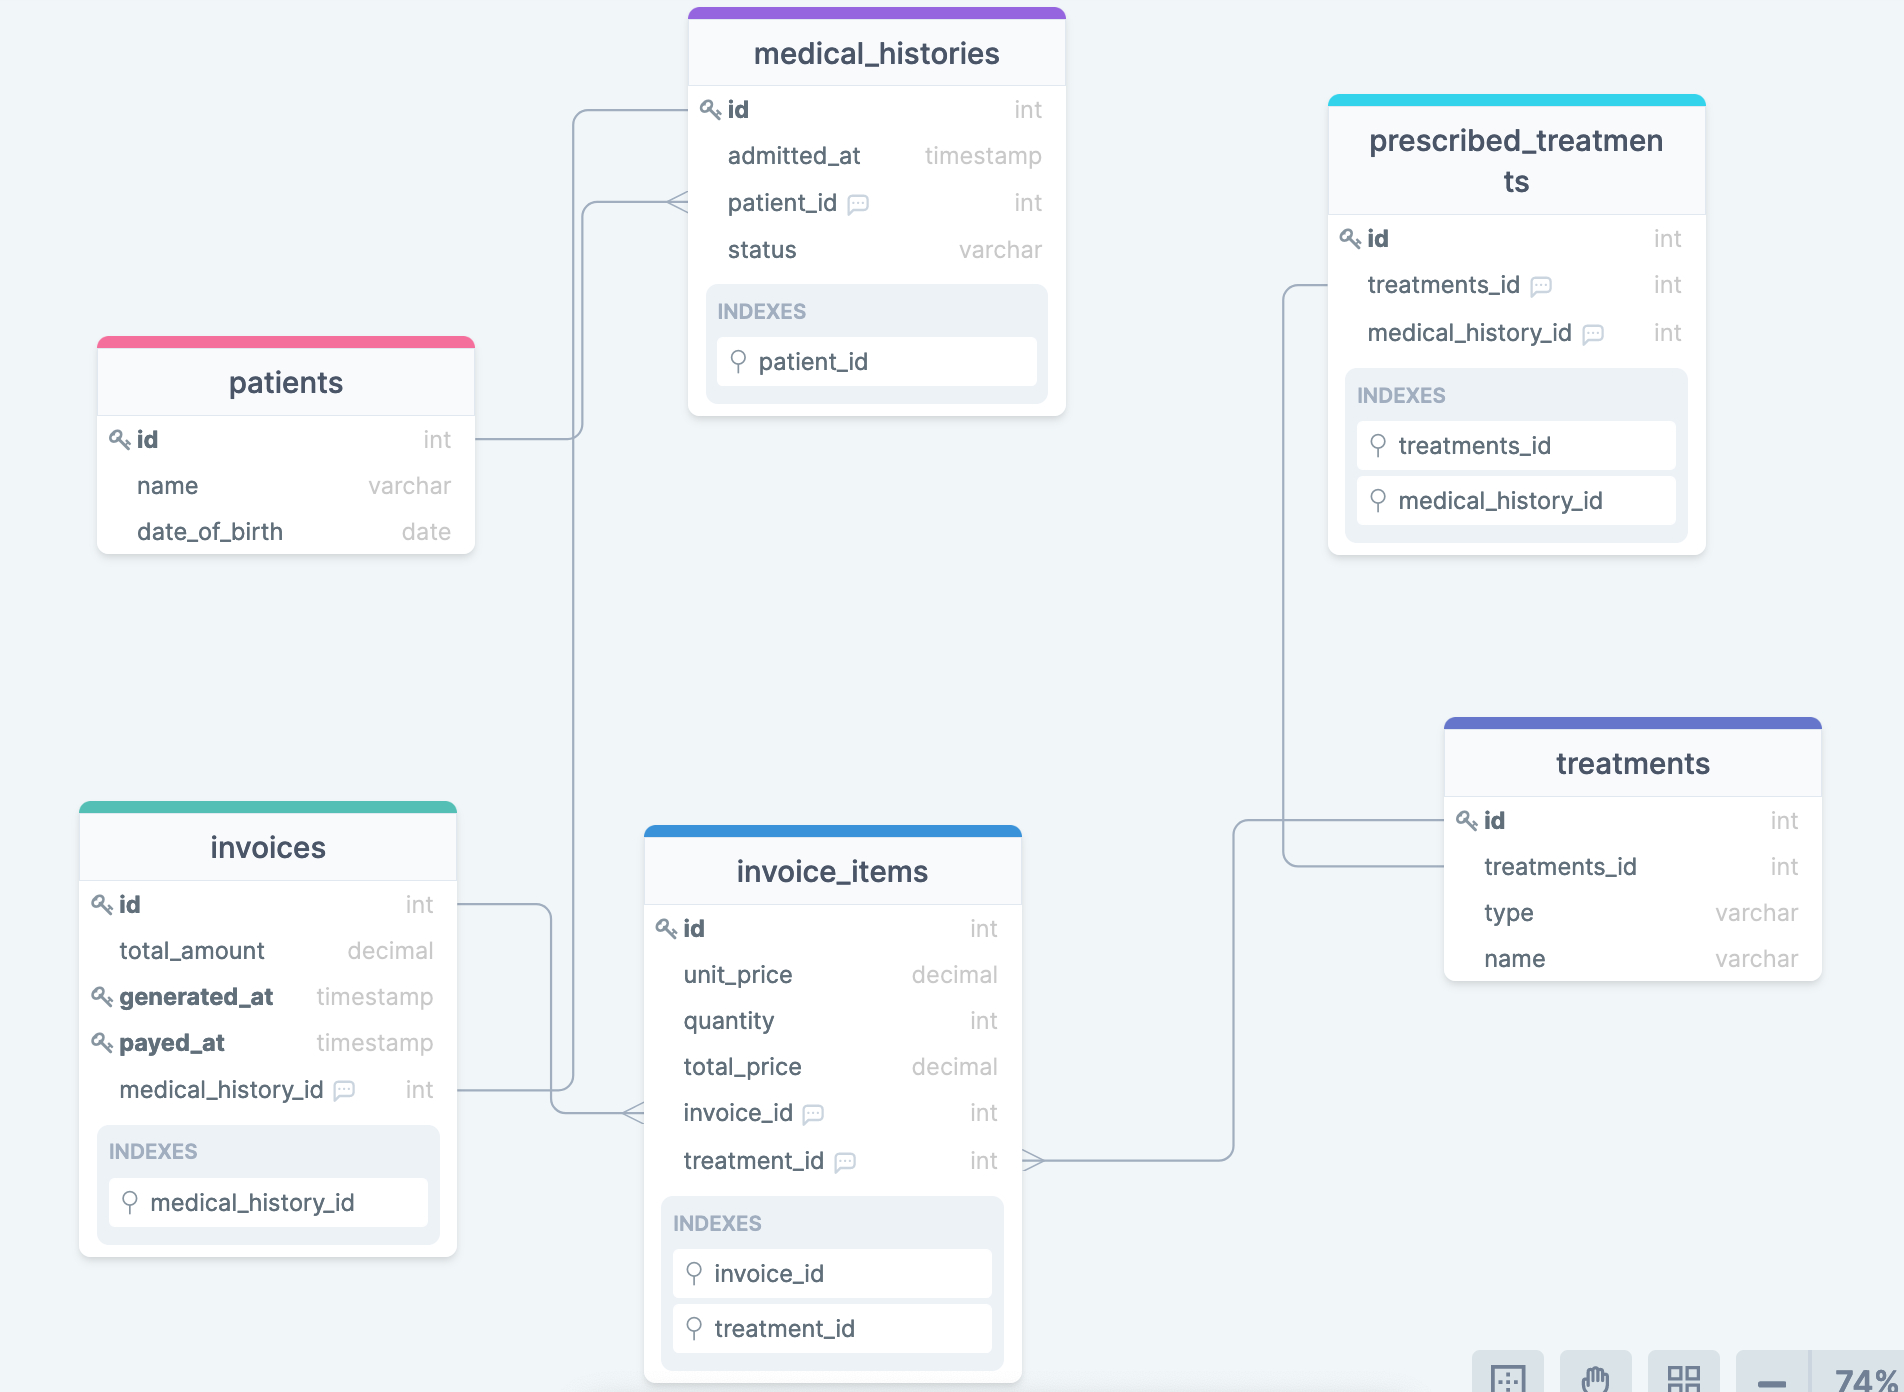 medical_histories
id int
admitted_at timestamp
patient_id int
status varchar
INDEXES
patient_id
prescribed_treatmen
ts
id int
treatments_id int
medical_history_id int
INDEXES
treatments_id
medical_history_id
patients
id int
name varchar
date_of_birth date
treatments
id int
treatments_id int
type varchar
name varchar
invoices
id int
total_amount decimal
generated_at timestamp
payed_at timestamp
medical_history_id int
INDEXES
medical_history_id
invoice_items
id int
unit_price decimal
quantity int
total_price decimal
invoice_id int
treatment_id int
INDEXES
invoice_id
treatment_id
74%